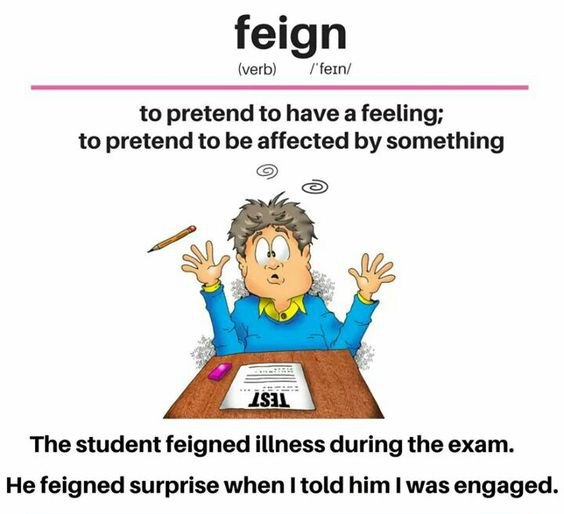 feign
(verb) /ˈfeɪn/
to pretend to have a feeling;
to pretend to be affected by something
TEST
The student feigned illness during the exam.
He feigned surprise when I told him I was engaged.